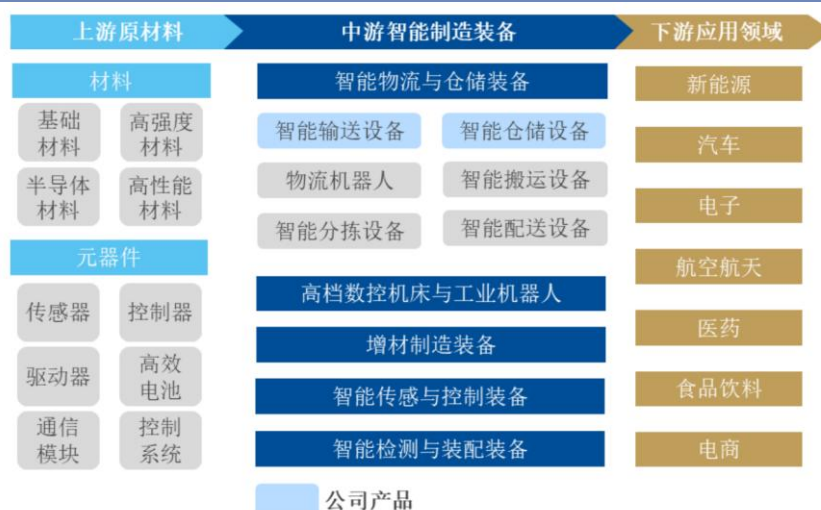 上游原材料
中游智能制造装备
下游应用领域
材料
基础
材料
高强度
材料
半导体
材料
高性能
材料
元器件
传感器
控制器
驱动器
高效
电池
通信
模块
控制
系统
智能物流与仓储装备
智能输送设备
智能仓储设备
物流机器人
智能搬运设备
智能分拣设备
智能配送设备
高档数控机床与工业机器人
增材制造装备
智能传感与控制装备
智能检测与装配装备
公司产品
新能源
汽车
电子
航空航天
医药
食品饮料
电商